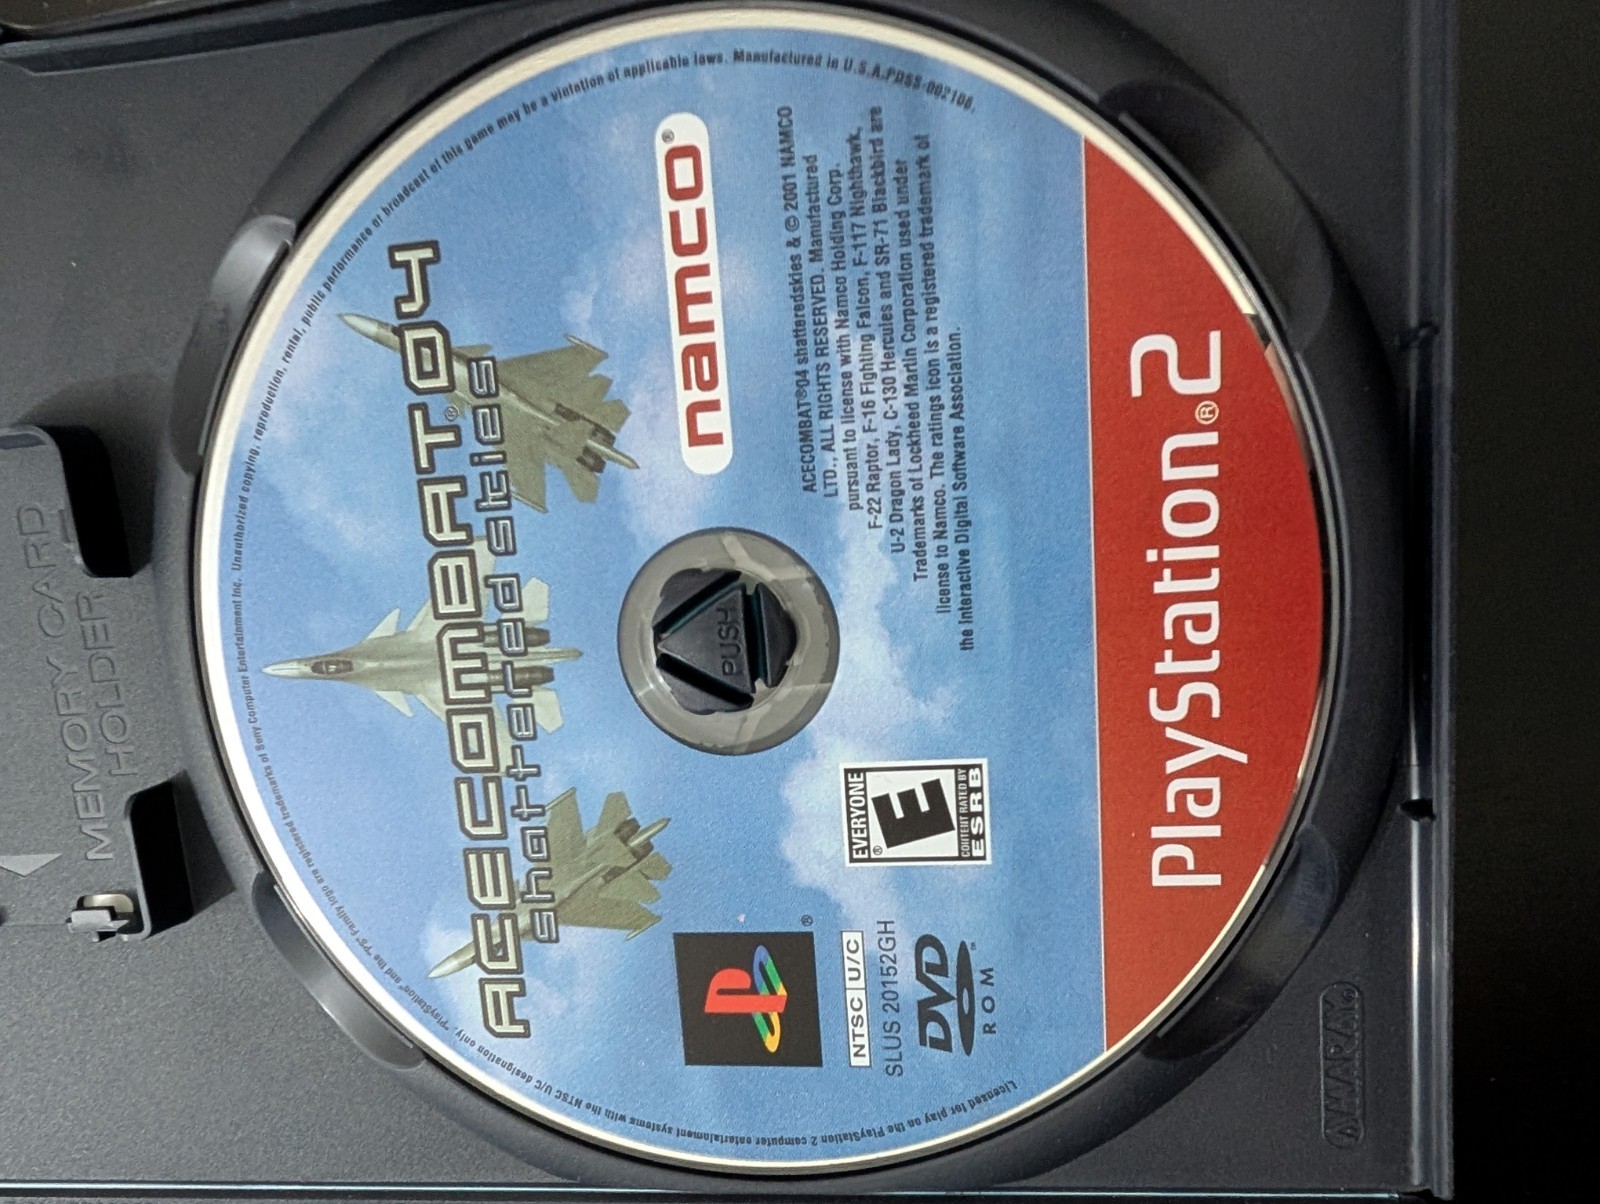 MEMORY CARD
HOLDER
ACECOMBAT®04
shattered skies
namco®
ACECOMBAT®04 shatteredskies & © 2001 NAMCO
LTD., ALL RIGHTS RESERVED. Manufactured
pursuant to license with Namco Holding Corp.
F-22 Raptor, F-16 Fighting Falcon, F-117 Nighthawk,
U-2 Dragon Lady, C-130 Hercules and SR-71 Blackbird are
Trademarks of Lockheed Martin Corporation used under
license to Namco. The ratings icon is a registered trademark of
the Interactive Digital Software Association.
PUSH
EVERYONE
E®
CONTENT RATED BY
ESRB
®
NTSC U/C
SLUS 20152GH
DVD™
ROM
PlayStation®2
Licensed for play on the PlayStation 2 computer entertainment systems with the NTSC U/C designation only. "PlayStation" and the "PS" Family logo are registered trademarks of Sony Computer Entertainment Inc. Unauthorized copying, reproduction, rental, public performance or broadcast of this game may be a violation of applicable laws. Manufactured in U.S.A.
AMARAY